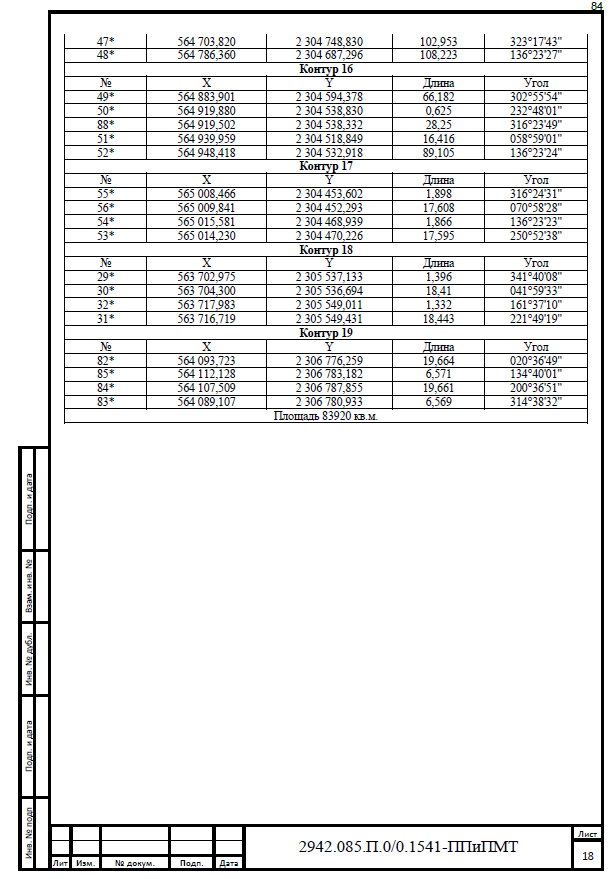 84
47* 564 703,820 2 304 748,830 102,953 323°17'43"
48* 564 786,360 2 304 687,296 108,223 136°23'27"
Контур 16
№ X Y Длина Угол
49* 564 883,901 2 304 594,378 66,182 302°55'54"
50* 564 919,880 2 304 538,830 0,625 232°48'01"
88* 564 919,502 2 304 538,332 28,25 316°23'49"
51* 564 939,959 2 304 518,849 16,416 058°59'01"
52* 564 948,418 2 304 532,918 89,105 136°23'24"
Контур 17
№ X Y Длина Угол
55* 565 008,466 2 304 453,602 1,898 316°24'31"
56* 565 009,841 2 304 452,293 17,608 070°58'28"
54* 565 015,581 2 304 468,939 1,866 136°23'23"
53* 565 014,230 2 304 470,226 17,595 250°52'38"
Контур 18
№ X Y Длина Угол
29* 563 702,975 2 305 537,133 1,396 341°40'08"
30* 563 704,300 2 305 536,694 18,41 041°59'33"
32* 563 717,983 2 305 549,011 1,332 161°37'10"
31* 563 716,719 2 305 549,431 18,443 221°49'19"
Контур 19
№ X Y Длина Угол
82* 564 093,723 2 306 776,259 19,664 020°36'49"
85* 564 112,128 2 306 783,182 6,571 134°40'01"
84* 564 107,509 2 306 787,855 19,661 200°36'51"
83* 564 089,107 2 306 780,933 6,569 314°38'32"
Площадь 83920 кв.м.
Подп. и дата
Взам. инв. №
Инв. № дубл.
Подп. и дата
Инв. № подп
Лит Изм. № докум. Подп. Дата
2942.085.П.0/0.1541-ППиПМТ
Лист
18